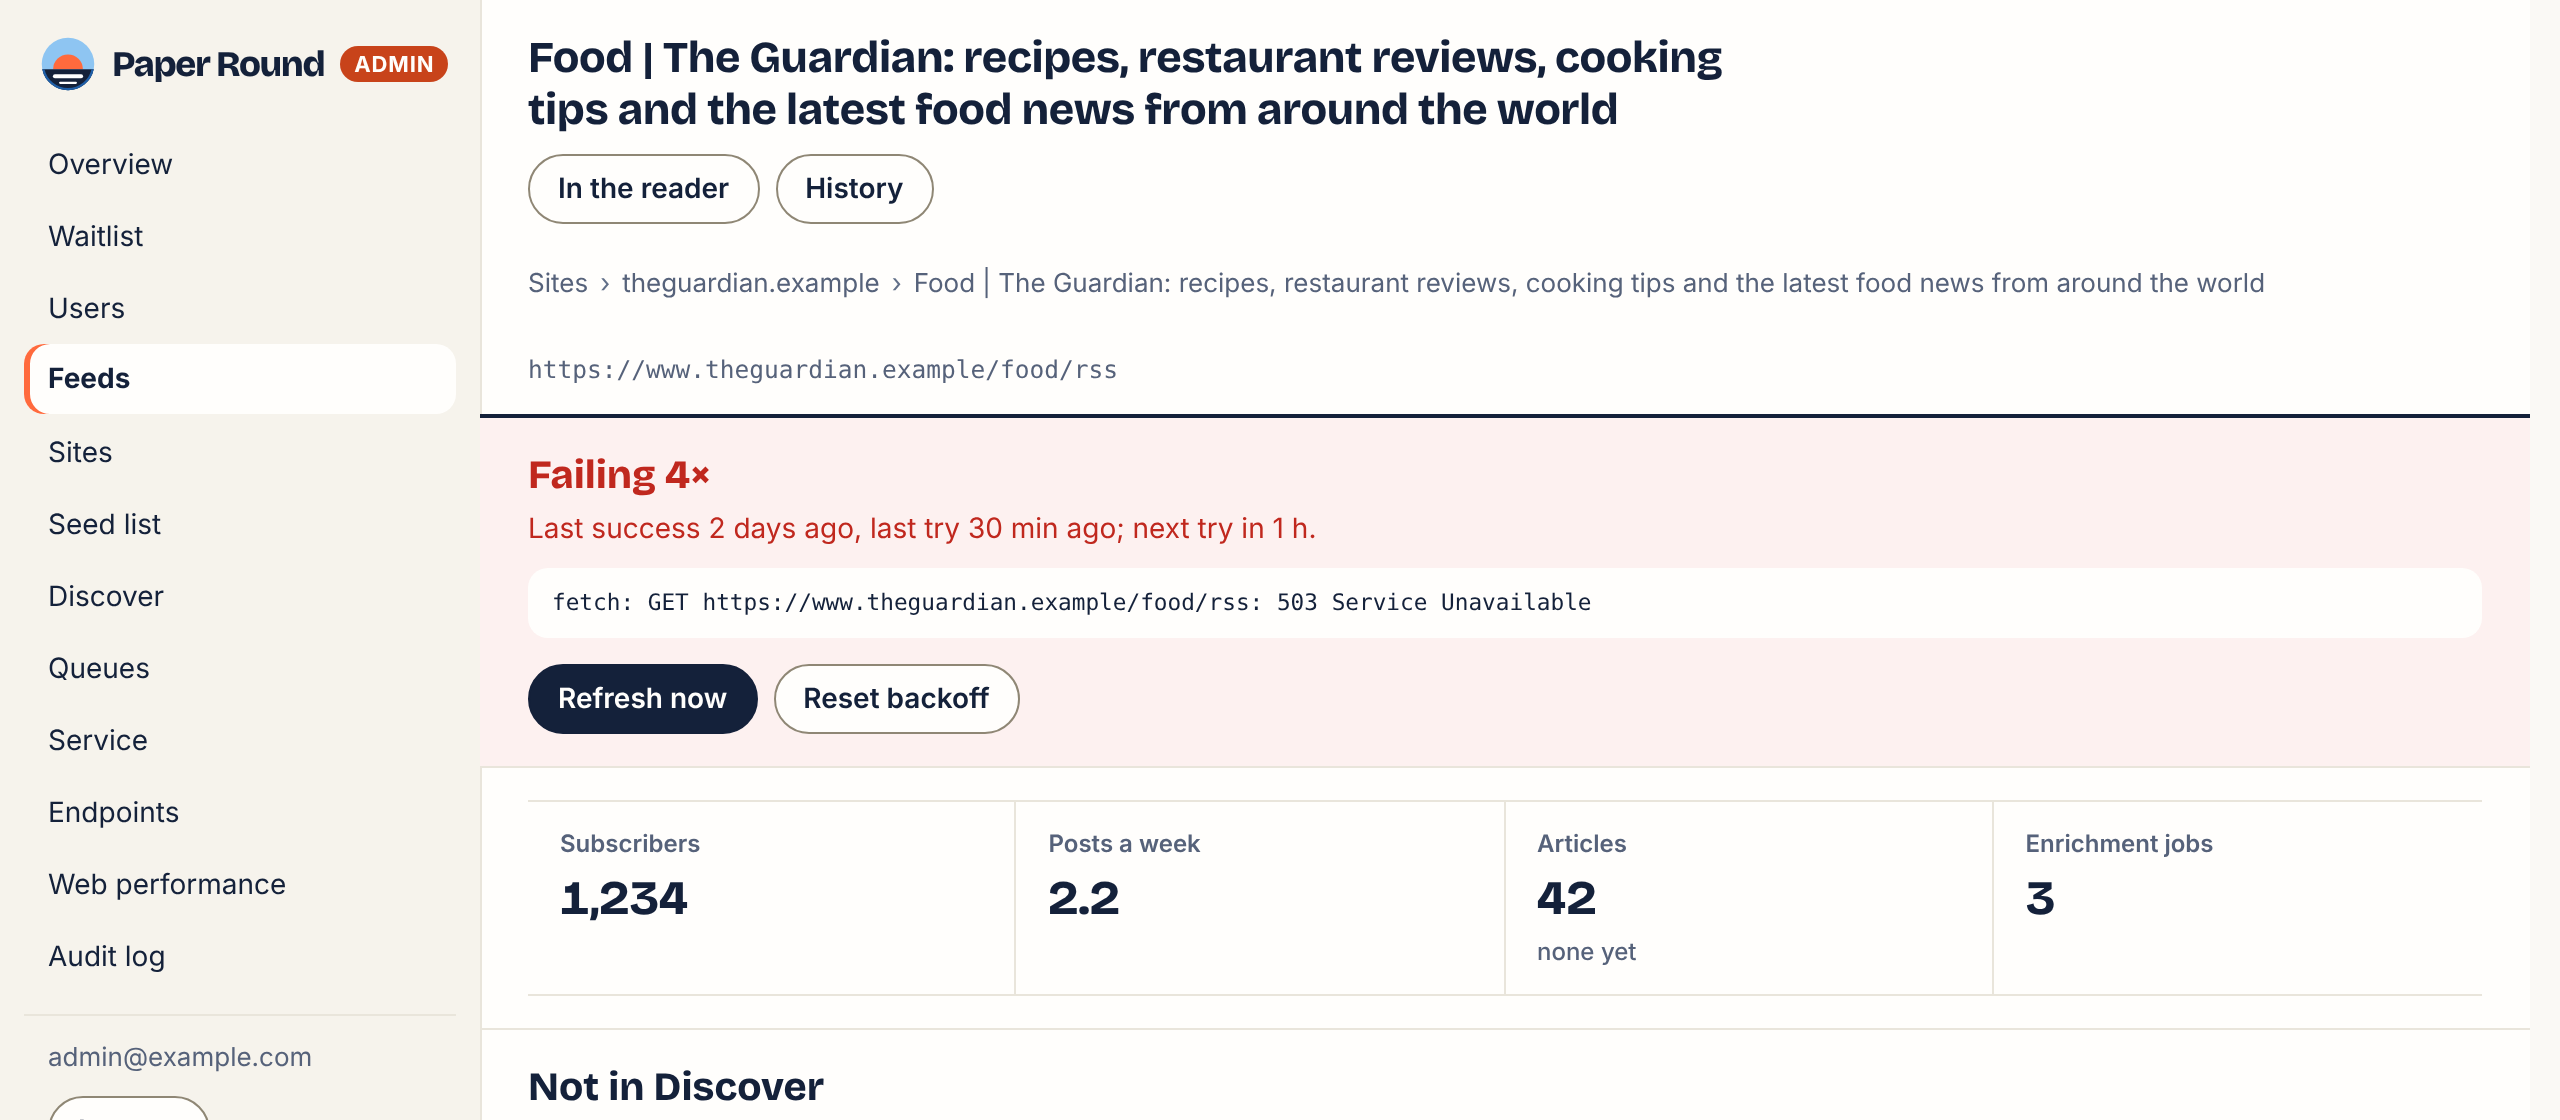 Paper Round ADMIN
Overview
Waitlist
Users
Feeds
Sites
Seed list
Discover
Queues
Service
Endpoints
Web performance
Audit log
admin@example.com
Food | The Guardian: recipes, restaurant reviews, cooking
tips and the latest food news from around the world
In the reader History
Sites › theguardian.example › Food | The Guardian: recipes, restaurant reviews, cooking tips and the latest food news from around the world
https://www.theguardian.example/food/rss
Failing 4×
Last success 2 days ago, last try 30 min ago; next try in 1 h.
fetch: GET https://www.theguardian.example/food/rss: 503 Service Unavailable
Refresh now Reset backoff
Subscribers
1,234
Posts a week
2.2
Articles
42
none yet
Enrichment jobs
3
Not in Discover